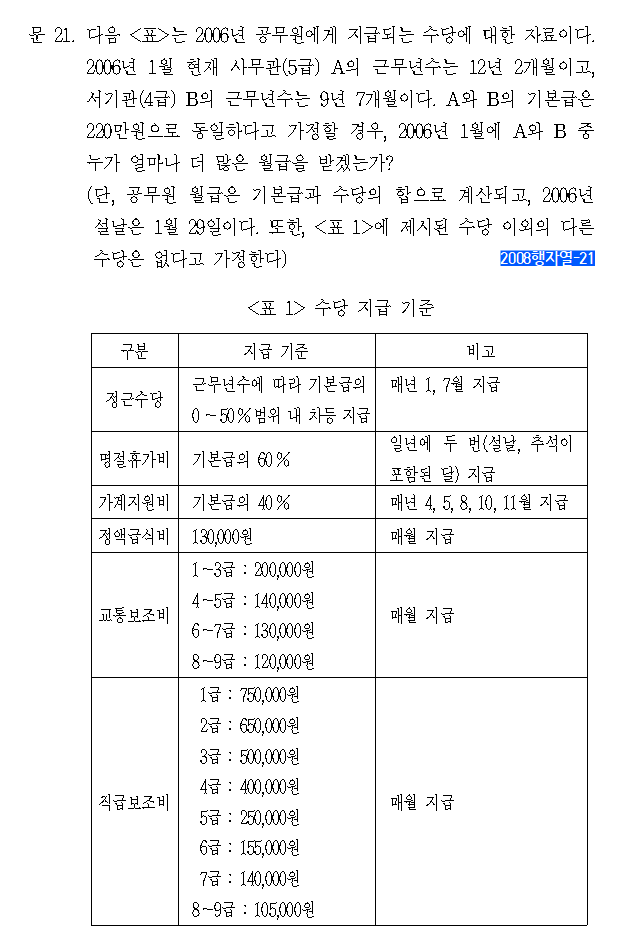 문 21. 다음 <표>는 2006년 공무원에게 지급되는 수당에 대한 자료이다.
2006년 1월 현재 사무관(5급) A의 근무년수는 12년 2개월이고,
서기관(4급) B의 근무년수는 9년 7개월이다. A와 B의 기본급은
220만원으로 동일하다고 가정할 경우, 2006년 1월에 A와 B 중
누가 얼마나 더 많은 월급을 받겠는가?
(단, 공무원 월급은 기본급과 수당의 합으로 계산되고, 2006년
설날은 1월 29일이다. 또한, <표 1>에 제시된 수당 이외의 다른
수당은 없다고 가정한다) 2008행자열-21
<표 1> 수당 지급 기준
구분 지급 기준 비고
정근수당 근무년수에 따라 기본급의 매년 1, 7월 지급
0~50%범위 내 차등 지급
명절휴가비 기본급의 60% 일년에 두 번(설날, 추석이
포함된 달) 지급
가계지원비 기본급의 40% 매년 4, 5, 8, 10, 11월 지급
정액급식비 130,000원 매월 지급
교통보조비 1~3급 : 200,000원 매월 지급
4~5급 : 140,000원
6~7급 : 130,000원
8~9급 : 120,000원
직급보조비 1급 : 750,000원 매월 지급
2급 : 650,000원
3급 : 500,000원
4급 : 400,000원
5급 : 250,000원
6급 : 155,000원
7급 : 140,000원
8~9급 : 105,000원